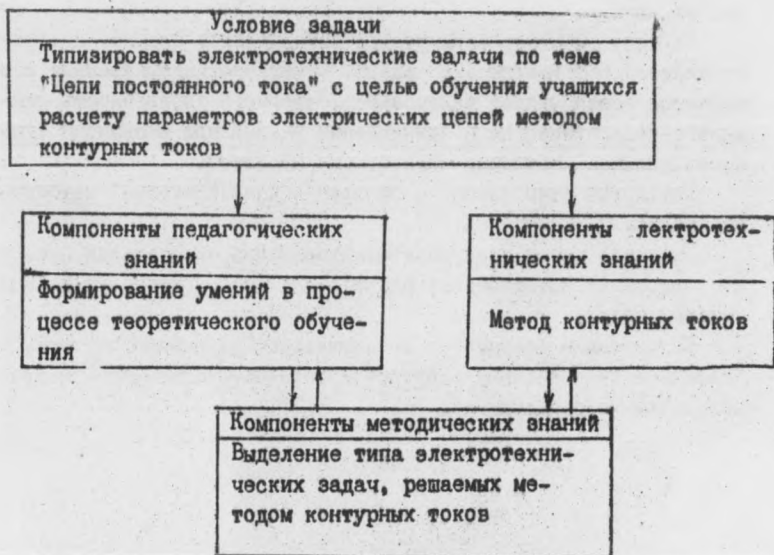 Условие задачи
Типизировать электротехнические задачи по теме
"Цепи постоянного тока" с целью обучения учащихся
расчету параметров электрических цепей методом
контурных токов
Компоненты педагогических
знаний
Формирование умений в про-
цессе теоретического обуче-
ния
Компоненты лектротех-
нических знаний
Метод контурных токов
Компоненты методических знаний
Выделение типа электротехни-
ческих задач, решаемых ме-
тодом контурных токов